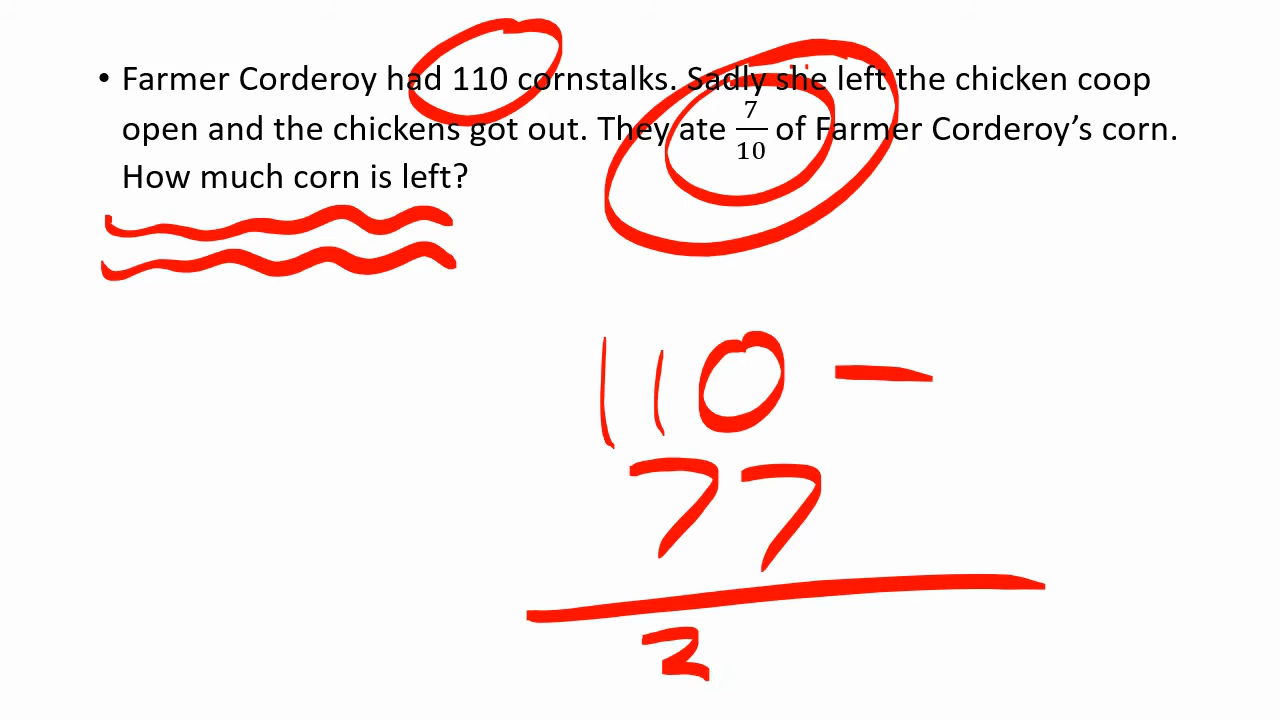 • Farmer Corderoy had 110 cornstalks. Sadly she left the chicken coop
open and the chickens got out. They ate 7/10 of Farmer Corderoy’s corn.
How much corn is left?
110 –
77